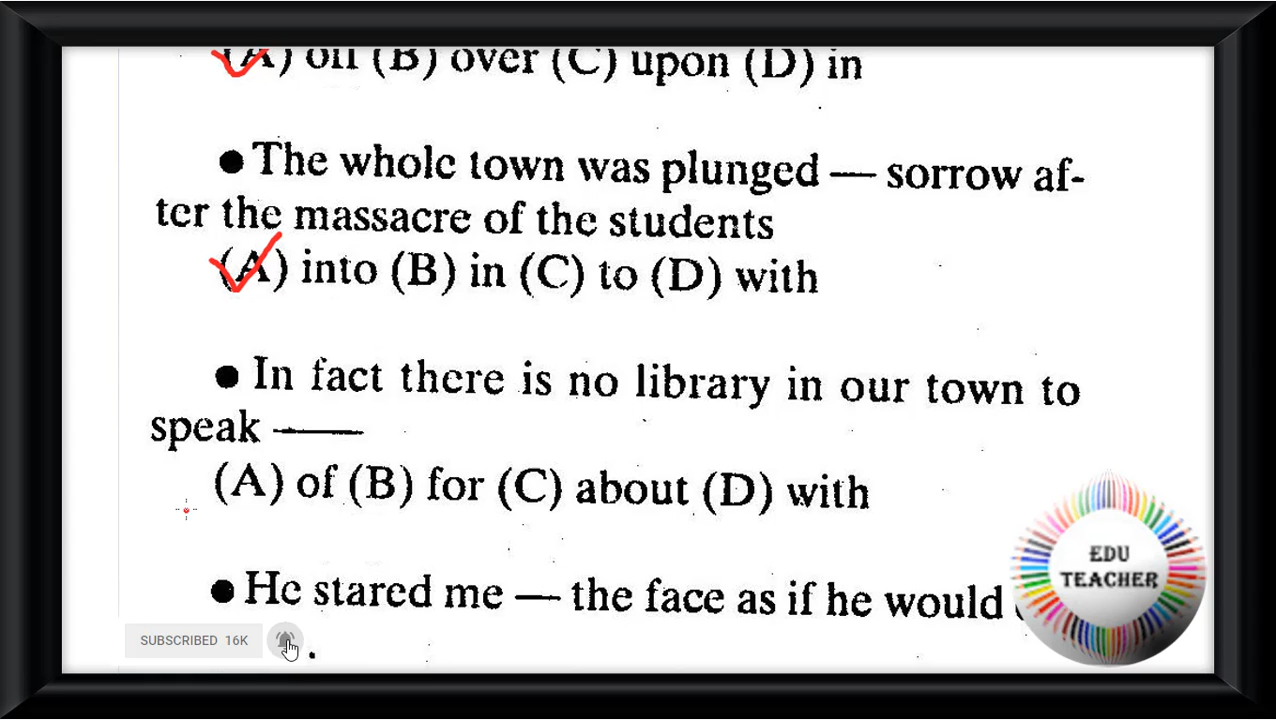 (A) on (B) over (C) upon (D) in
● The whole town was plunged — sorrow af-
ter the massacre of the students
(A) into (B) in (C) to (D) with
● In fact there is no library in our town to
speak —
(A) of (B) for (C) about (D) with
● He stared me — the face as if he would
EDU
TEACHER
SUBSCRIBED 16K